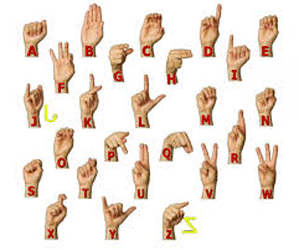 A B C D E
F G H I
J K L M N
O P Q R
S T U V W
X Y Z